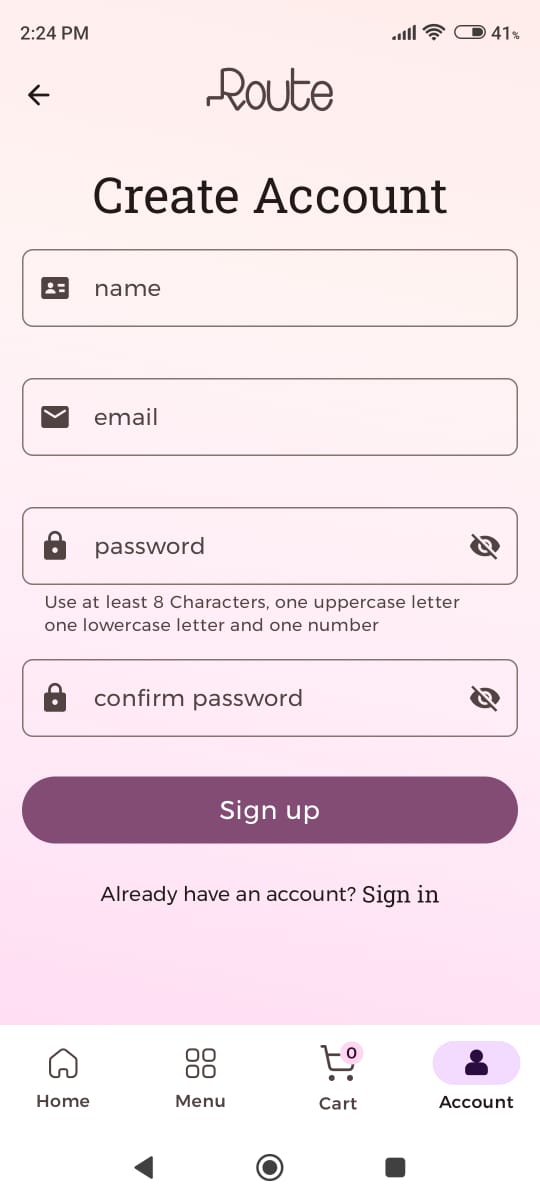 2:24 PM
41%
Route
Create Account
name
email
password
Use at least 8 Characters, one uppercase letter
one lowercase letter and one number
confirm password
Sign up
Already have an account? Sign in
0
Home
Menu
Cart
Account